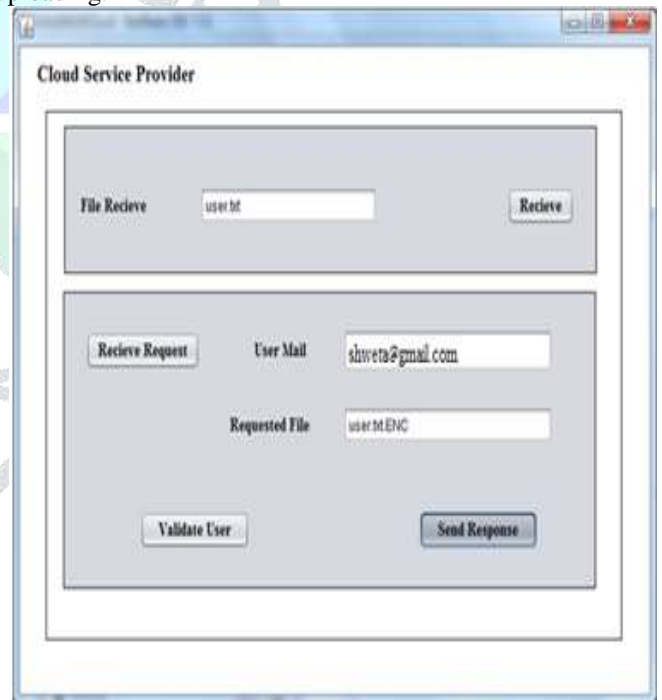 Cloud Service Provider
File Recieve user.txt Recieve
Recieve Request User Mail shweta@gmail.com
Requested File user.txt.ENC
Validate User Send Response